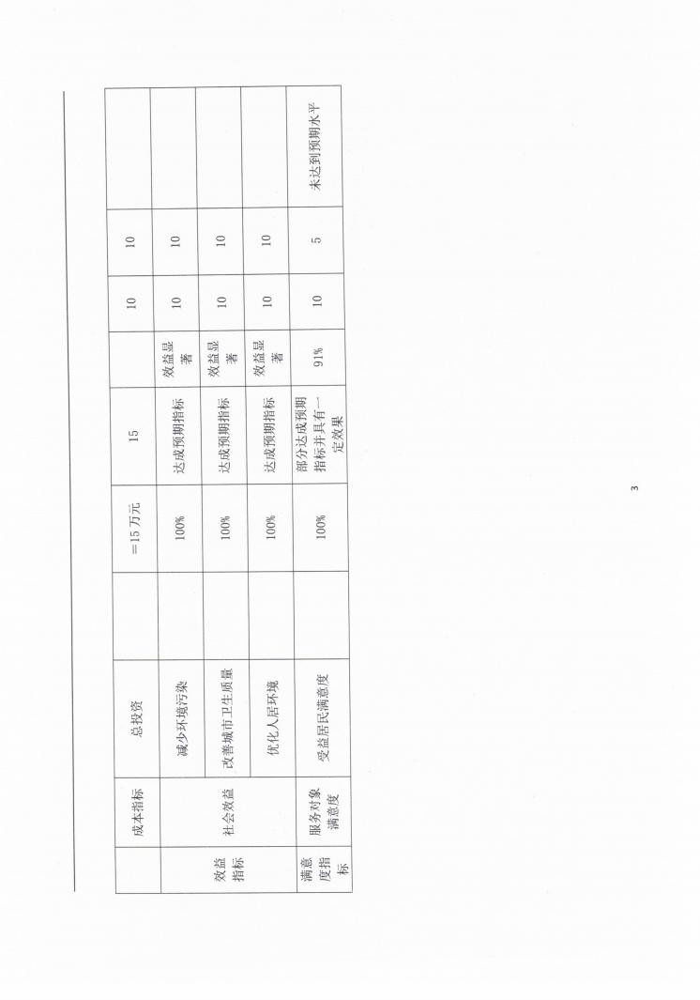 成本指标 总投资 =15 万元 15 10 10
效益
指标
社会效益
减少环境污染 100% 达成预期指标 效益显
著 10 10
改善城市卫生质量 100% 达成预期指标 效益显
著 10 10
优化人居环境 100% 达成预期指标 效益显
著 10 10
满意
度指
标
服务对象
满意度
受益居民满意度 100%
部分达成预期
指标并具有一
定效果
91% 10 5 未达到预期水平
3